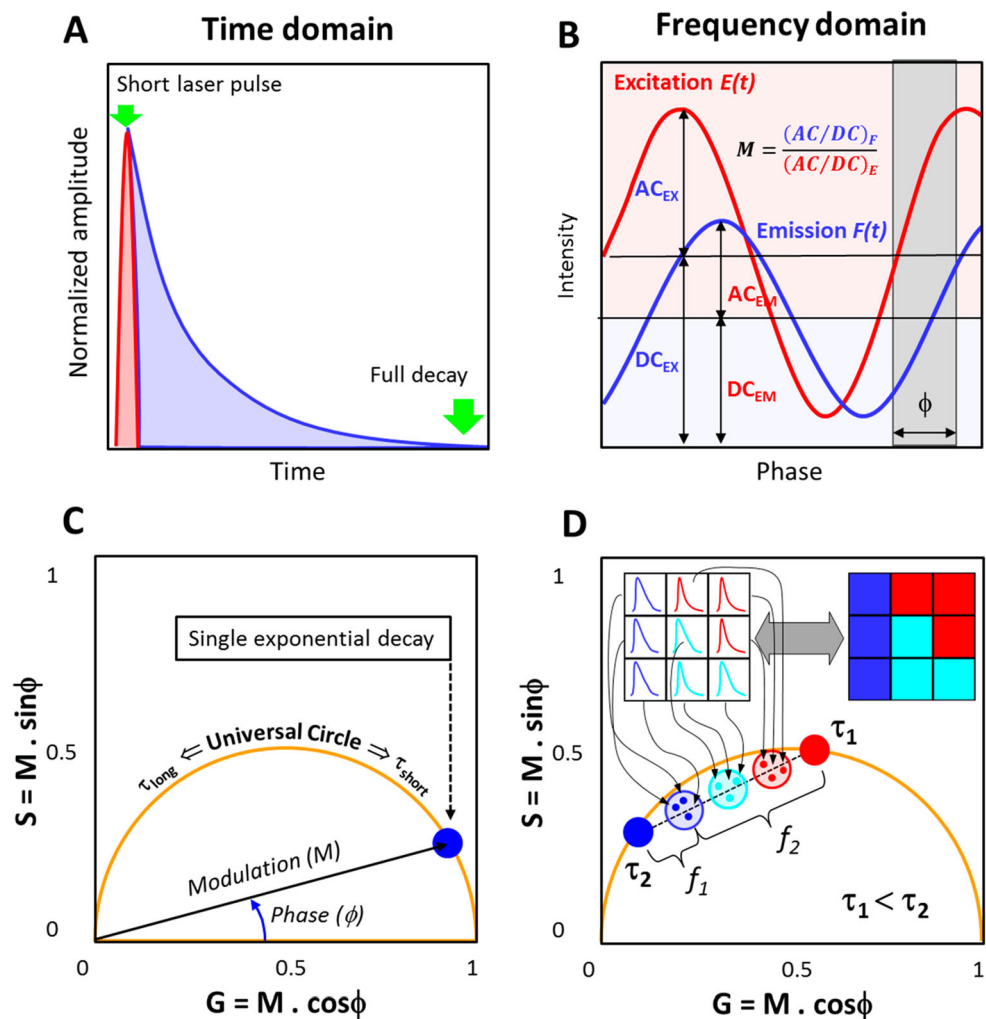 A
Time domain
Short laser pulse
Full decay
Normalized amplitude
Time
B
Frequency domain
Excitation E(t)
M = (AC/DC)F
(AC/DC)E
ACEX
Emission F(t)
ACEM
DCEX
DCEM
ϕ
Intensity
Phase
C
1
Single exponential decay
0.5
⇐ Universal Circle ⇒
τlong
τshort
Modulation (M)
Phase (ϕ)
0
0
0.5
1
S = M . sinϕ
G = M . cosϕ
D
1
τ1
0.5
τ2
f1
f2
τ1 < τ2
0
0
0.5
1
S = M . sinϕ
G = M . cosϕ